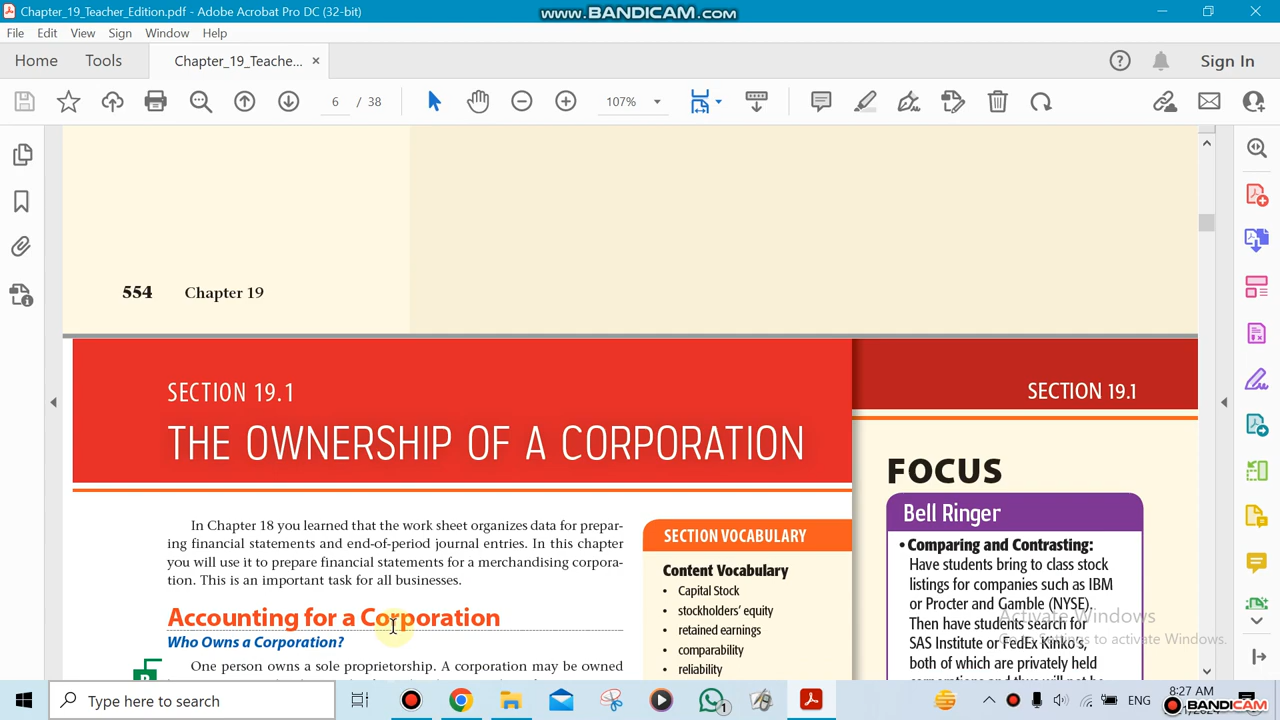 Chapter_19_Teacher_Edition.pdf - Adobe Acrobat Pro DC (32-bit)
www.BANDICAM.com
File Edit View Sign Window Help
Home Tools Chapter_19_Teache... × Sign In
6 / 38 107%
554 Chapter 19
SECTION 19.1
THE OWNERSHIP OF A CORPORATION
In Chapter 18 you learned that the work sheet organizes data for prepar-
ing financial statements and end-of-period journal entries. In this chapter
you will use it to prepare financial statements for a merchandising corpora-
tion. This is an important task for all businesses.
Accounting for a Corporation
Who Owns a Corporation?
One person owns a sole proprietorship. A corporation may be owned
SECTION VOCABULARY
Content Vocabulary
• Capital Stock
• stockholders' equity
• retained earnings
• comparability
• reliability
SECTION 19.1
FOCUS
Bell Ringer
• Comparing and Contrasting:
Have students bring to class stock
listings for companies such as IBM
or Procter and Gamble (NYSE).
Then have students search for
SAS Institute or FedEx Kinko's,
both of which are privately held
Activate Windows
Go to Settings to activate Windows.
Type here to search
1
ENG
8:27 AM
BANDICAM